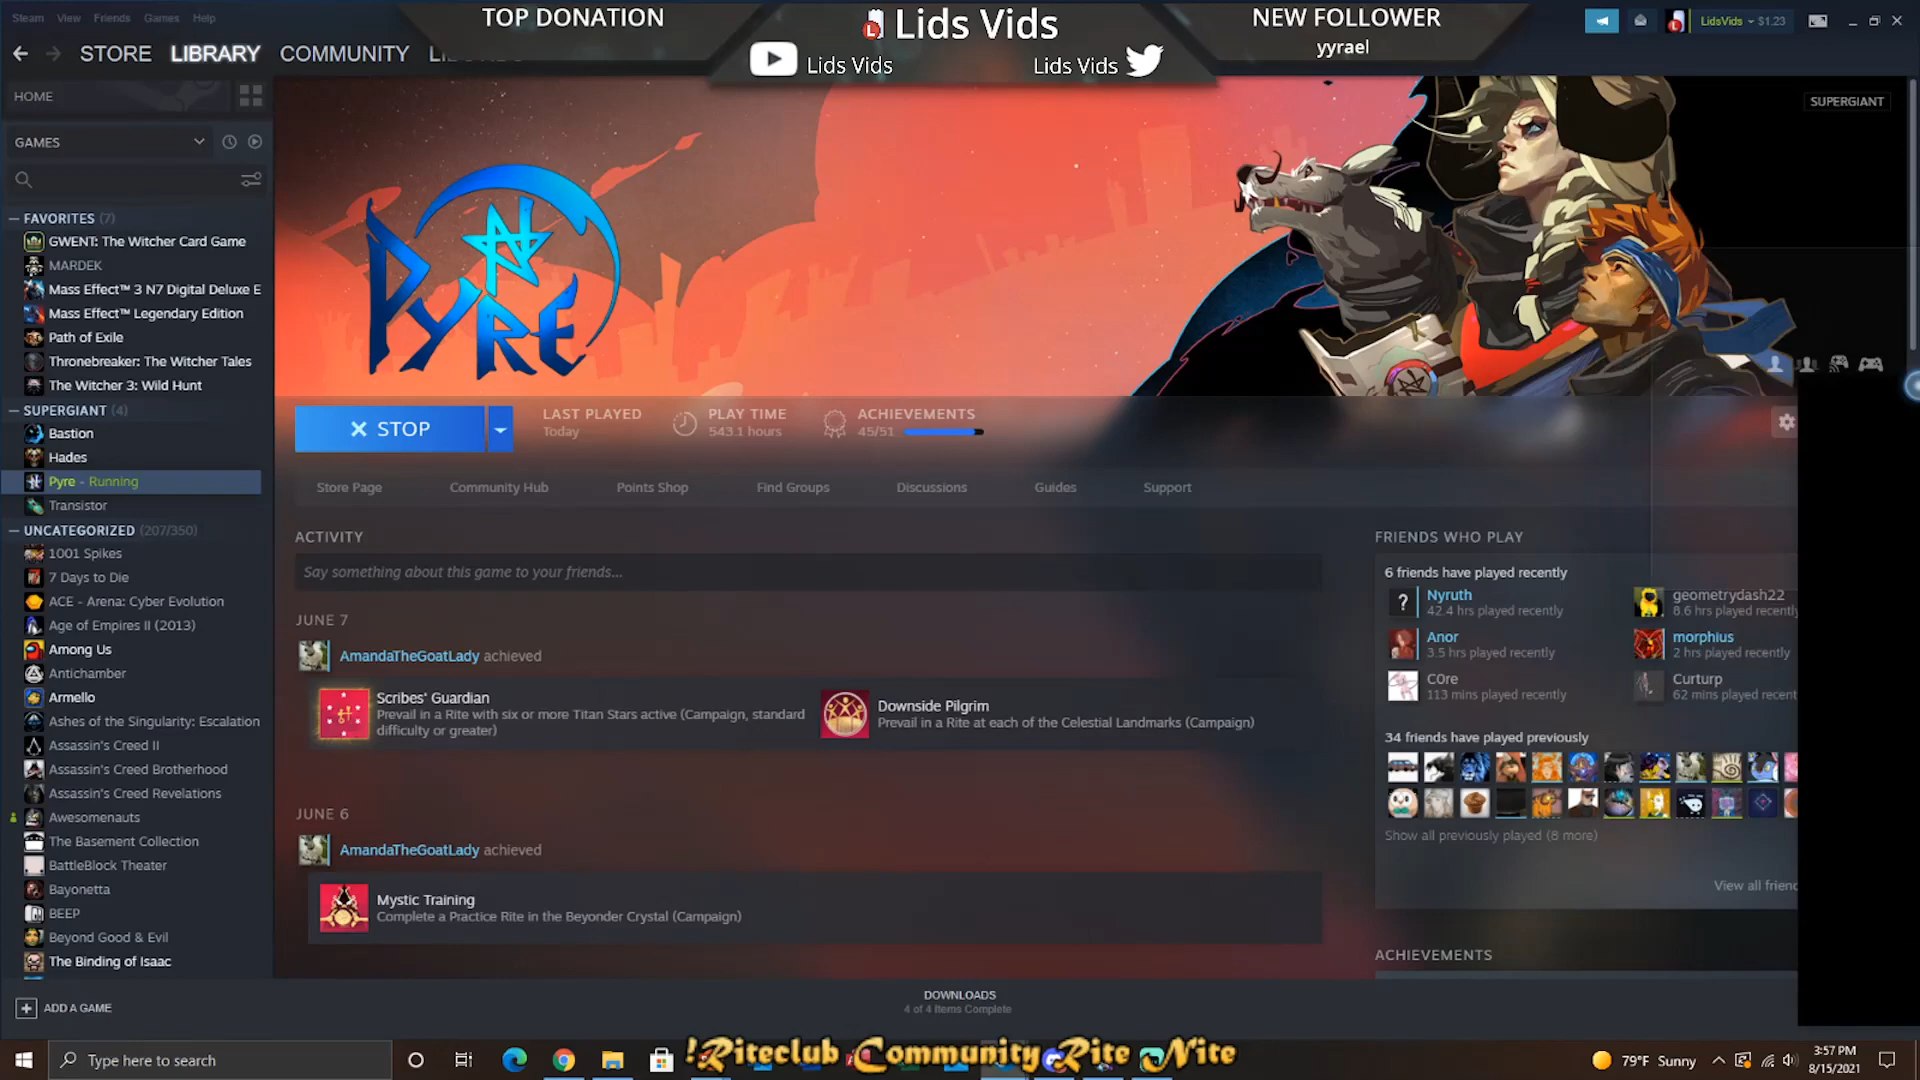 Steam View Friends Games Help
TOP DONATION
Lids Vids
Lids Vids
Lids Vids
NEW FOLLOWER
yyrael
LidsVids
$1.23
STORE
LIBRARY
COMMUNITY
HOME
GAMES
FAVORITES (7)
GWENT: The Witcher Card Game
MARDEK
Mass Effect™ 3 N7 Digital Deluxe E
Mass Effect™ Legendary Edition
Path of Exile
Thronebreaker: The Witcher Tales
The Witcher 3: Wild Hunt
SUPERGIANT (4)
Bastion
Hades
Pyre - Running
Transistor
UNCATEGORIZED (207/350)
1001 Spikes
7 Days to Die
ACE - Arena: Cyber Evolution
Age of Empires II (2013)
Among Us
Antichamber
Armello
Ashes of the Singularity: Escalation
Assassin's Creed II
Assassin's Creed Brotherhood
Assassin's Creed Revelations
Awesomenauts
The Basement Collection
BattleBlock Theater
Bayonetta
BEEP
Beyond Good & Evil
The Binding of Isaac
ADD A GAME
SUPERGIANT
PYRE
STOP
LAST PLAYED
Today
PLAY TIME
543.1 hours
ACHIEVEMENTS
45/51
Store Page
Community Hub
Points Shop
Find Groups
Discussions
Guides
Support
ACTIVITY
Say something about this game to your friends...
JUNE 7
AmandaTheGoatLady achieved
Scribes' Guardian
Prevail in a Rite with six or more Titan Stars active (Campaign, standard
difficulty or greater)
Downside Pilgrim
Prevail in a Rite at each of the Celestial Landmarks (Campaign)
JUNE 6
AmandaTheGoatLady achieved
Mystic Training
Complete a Practice Rite in the Beyonder Crystal (Campaign)
FRIENDS WHO PLAY
6 friends have played recently
Nyruth
42.4 hrs played recently
geometrydash22
8.6 hrs played recently
Anor
3.5 hrs played recently
morphius
2 hrs played recently
C0re
113 mins played recently
Curturp
62 mins played recent
34 friends have played previously
Show all previously played (8 more)
View all frien
ACHIEVEMENTS
DOWNLOADS
4 of 4 Items Complete
Type here to search
!Riteclub Community Rite Nite
79°F Sunny
3:57 PM
8/15/2021